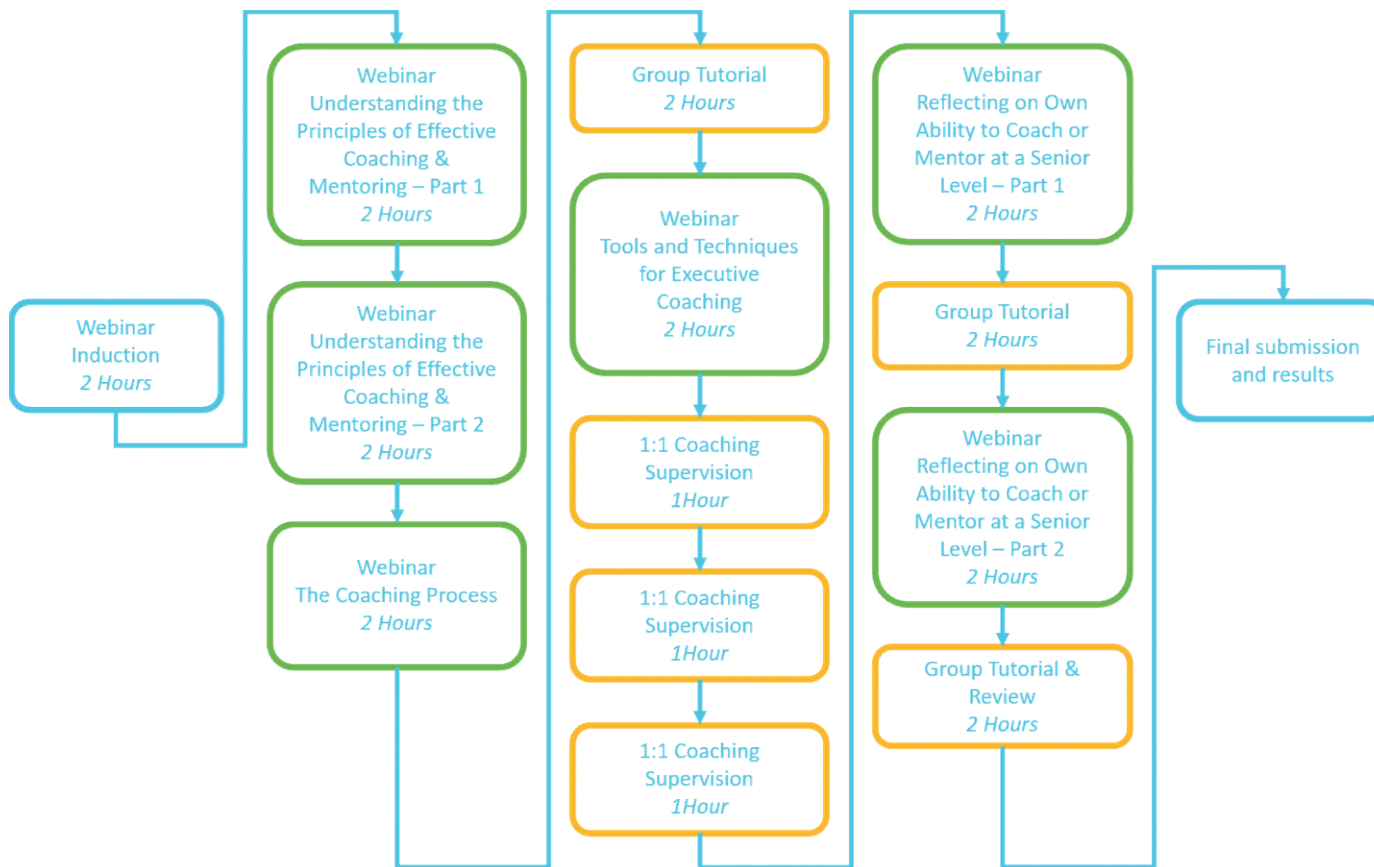 Webinar
Induction
2 Hours
Webinar
Understanding the
Principles of Effective
Coaching &
Mentoring – Part 1
2 Hours
Webinar
Understanding the
Principles of Effective
Coaching &
Mentoring – Part 2
2 Hours
Webinar
The Coaching Process
2 Hours
Group Tutorial
2 Hours
Webinar
Tools and Techniques
for Executive
Coaching
2 Hours
1:1 Coaching
Supervision
1Hour
1:1 Coaching
Supervision
1Hour
1:1 Coaching
Supervision
1Hour
Webinar
Reflecting on Own
Ability to Coach or
Mentor at a Senior
Level – Part 1
2 Hours
Group Tutorial
2 Hours
Webinar
Reflecting on Own
Ability to Coach or
Mentor at a Senior
Level – Part 2
2 Hours
Group Tutorial &
Review
2 Hours
Final submission
and results